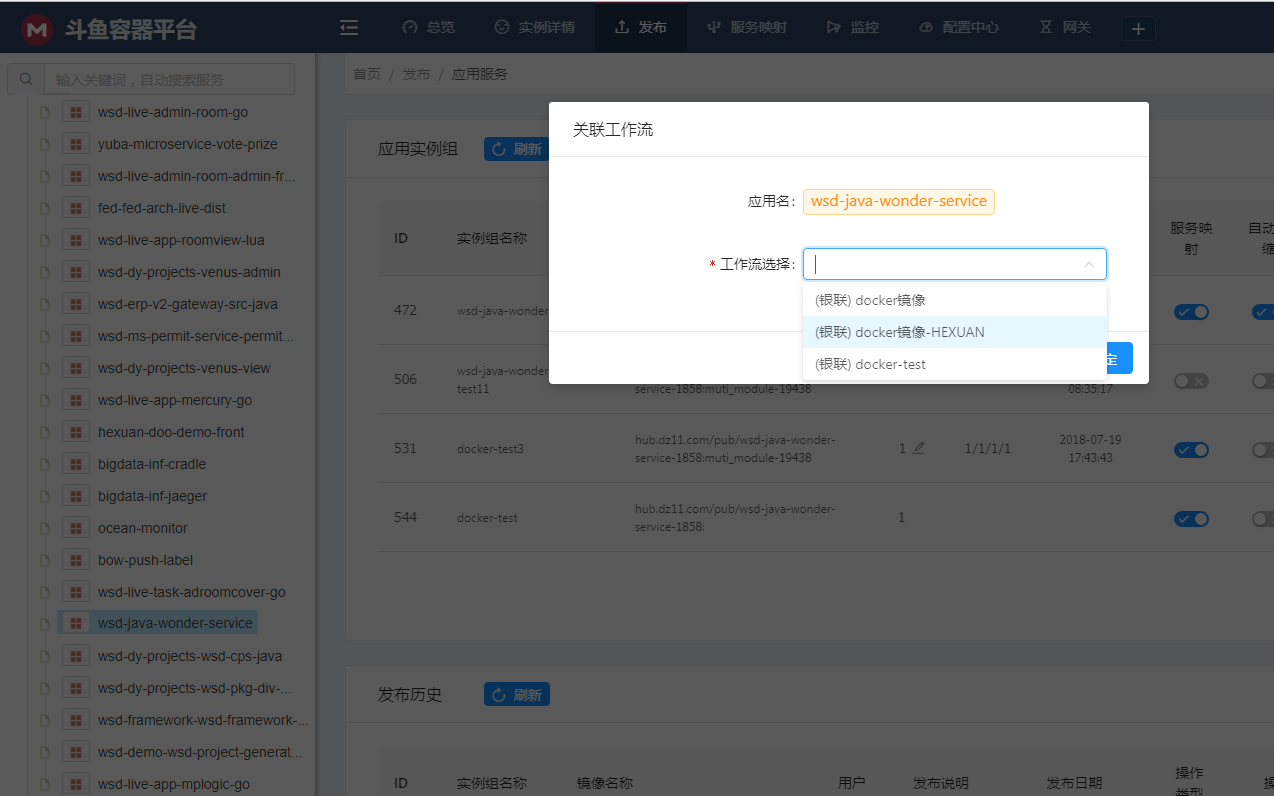 斗鱼容器平台
总览
实例详情
发布
服务映射
监控
配置中心
网关
输入关键词，自动搜索服务
wsd-live-admin-room-go
yuba-microservice-vote-prize
wsd-live-admin-room-admin-fr...
fed-fed-arch-live-dist
wsd-live-app-roomview-lua
wsd-dy-projects-venus-admin
wsd-erp-v2-gateway-src-java
wsd-ms-permit-service-permit...
wsd-dy-projects-venus-view
wsd-live-app-mercury-go
hexuan-doo-demo-front
bigdata-inf-cradle
bigdata-inf-jaeger
ocean-monitor
bow-push-label
wsd-live-task-adroomcover-go
wsd-java-wonder-service
wsd-dy-projects-wsd-cps-java
wsd-dy-projects-wsd-pkg-div-...
wsd-framework-wsd-framework-...
wsd-demo-wsd-project-generat...
wsd-live-app-mplogic-go
首页 / 发布 / 应用服务
应用实例组
刷新
关联工作流
应用名：
wsd-java-wonder-service
* 工作流选择：
(银联) docker镜像
(银联) docker镜像-HEXUAN
(银联) docker-test
定
ID
实例组名称
服务映
射
自动
缩
472
wsd-java-wonder
506
wsd-java-wonder
test11
service-1858:muti_module-19438
08:35:17
531
docker-test3
hub.dz11.com/pub/wsd-java-wonder-
service-1858:muti_module-19438
1
1/1/1/1
2018-07-19
17:43:43
544
docker-test
hub.dz11.com/pub/wsd-java-wonder-
service-1858:
1
发布历史
刷新
ID
实例组名称
镜像名称
用户
发布说明
发布日期
操作
类型